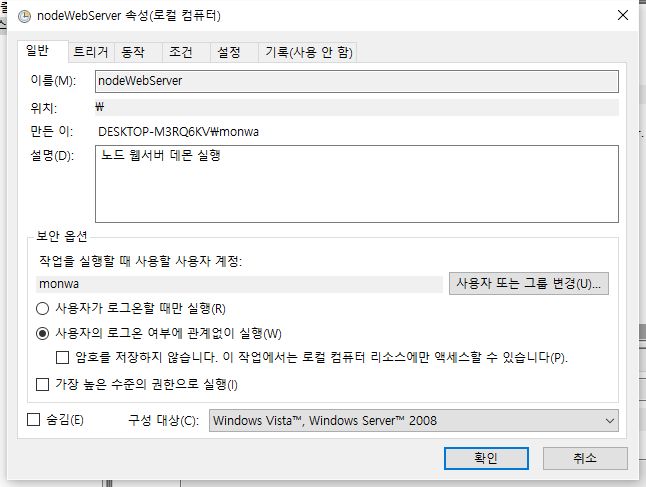 nodeWebServer 속성(로컬 컴퓨터)
일반 트리거 동작 조건 설정 기록(사용 안 함)
이름(M): nodeWebServer
위치: \
만든 이: DESKTOP-M3RQ6KV\monwa
설명(D): 노드 웹서버 데몬 실행
보안 옵션
작업을 실행할 때 사용할 사용자 계정:
monwa 사용자 또는 그룹 변경(U)...
사용자가 로그온할 때만 실행(R)
사용자의 로그온 여부에 관계없이 실행(W)
암호를 저장하지 않습니다. 이 작업에서는 로컬 컴퓨터 리소스에만 액세스할 수 있습니다(P).
가장 높은 수준의 권한으로 실행(I)
숨김(E) 구성 대상(C): Windows Vista™, Windows Server™ 2008
확인 취소